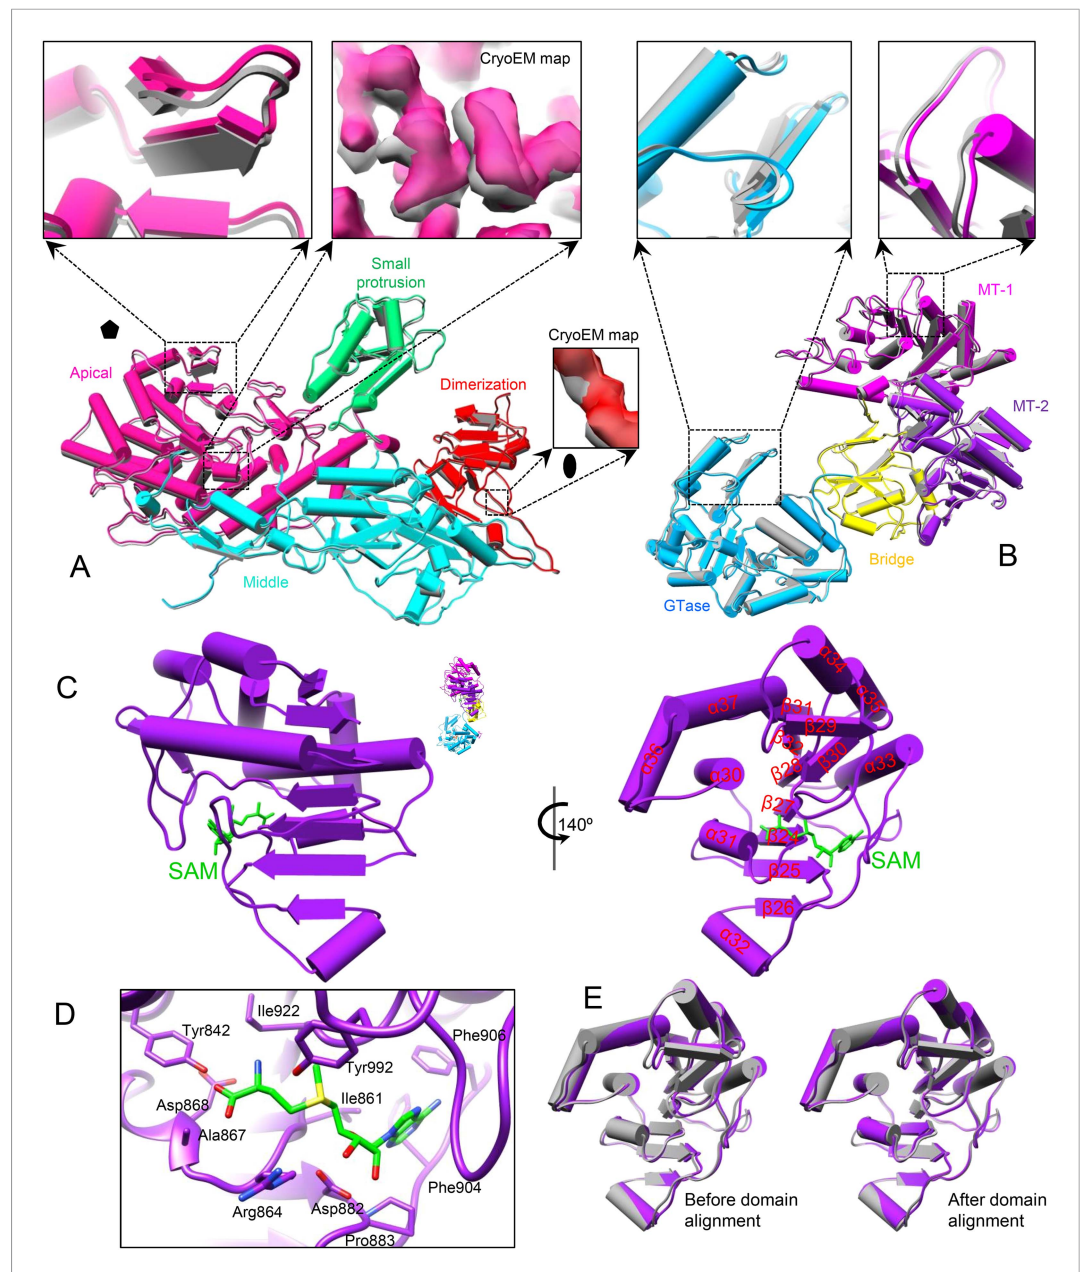 CryoEM map
Small
protrusion
MT-1
CryoEM map
Apical
Dimerization
MT-2
A
Middle
Bridge
B
GTase
C
α34
α35
α37
β31
β29
β32
β30
α36
α30
β28
α33
β27
140º
α31
β24
SAM
SAM
β25
β26
α32
D
E
Ile922
Tyr842
Phe906
Tyr992
Asp868
Ile861
Ala867
Phe904
Arg864
Asp882
Pro883
Before domain
alignment
After domain
alignment